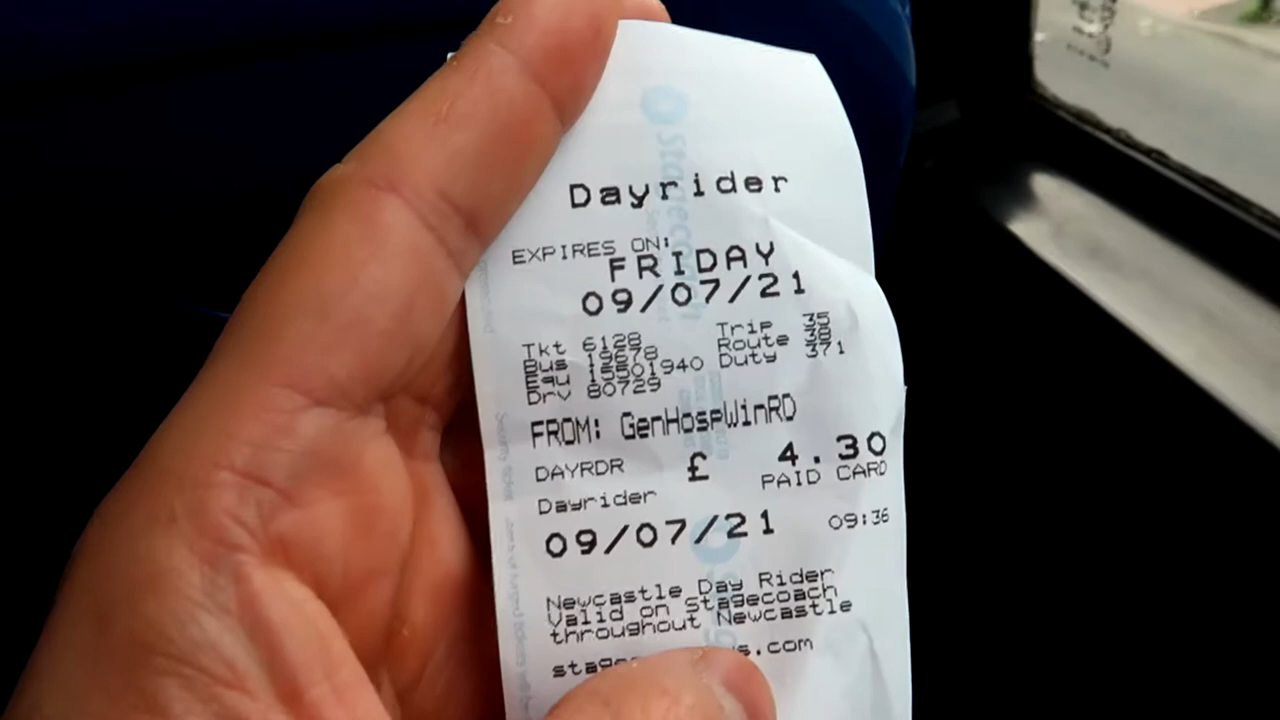 Dayrider
EXPIRES ON:
FRIDAY
09/07/21
Tkt 6128 Trip 35
Bus 19678 Route 38
Equ 15501940 Duty 371
Drv 80729
FROM: GenHospWinRD
DAYRDR £ 4.30
PAID CARD
Dayrider
09/07/21 09:36
Newcastle Day Rider
Valid on Stagecoach
throughout Newcastle
.com
Stagecoach